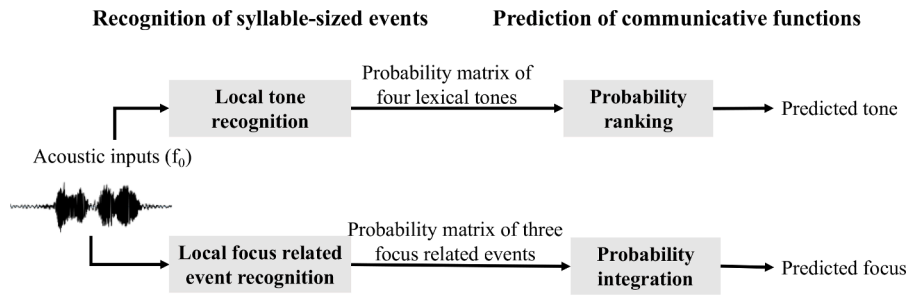 Recognition of syllable-sized events
Prediction of communicative functions
Local tone
recognition
Probability matrix of
four lexical tones
Probability
ranking
Predicted tone
Acoustic inputs (f₀)
Local focus related
event recognition
Probability matrix of three
focus related events
Probability
integration
Predicted focus